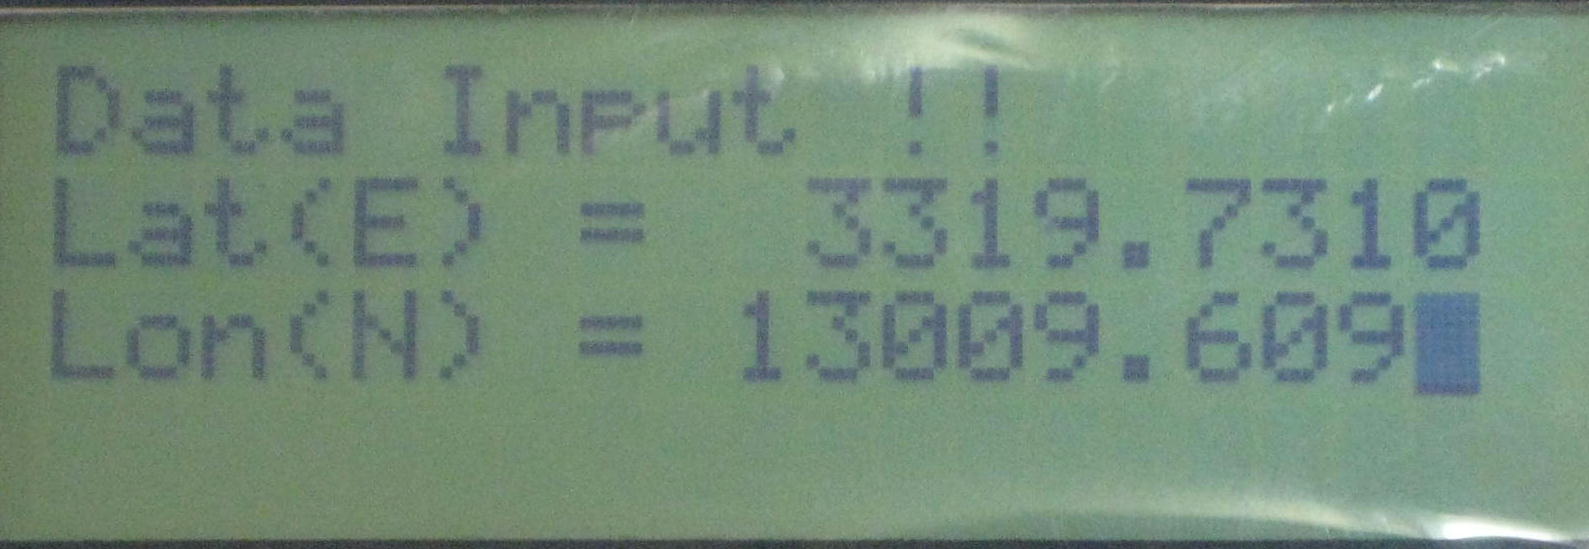 Data Input !!
Lat(E) = 3319.7310
Lon(N) = 13009.609